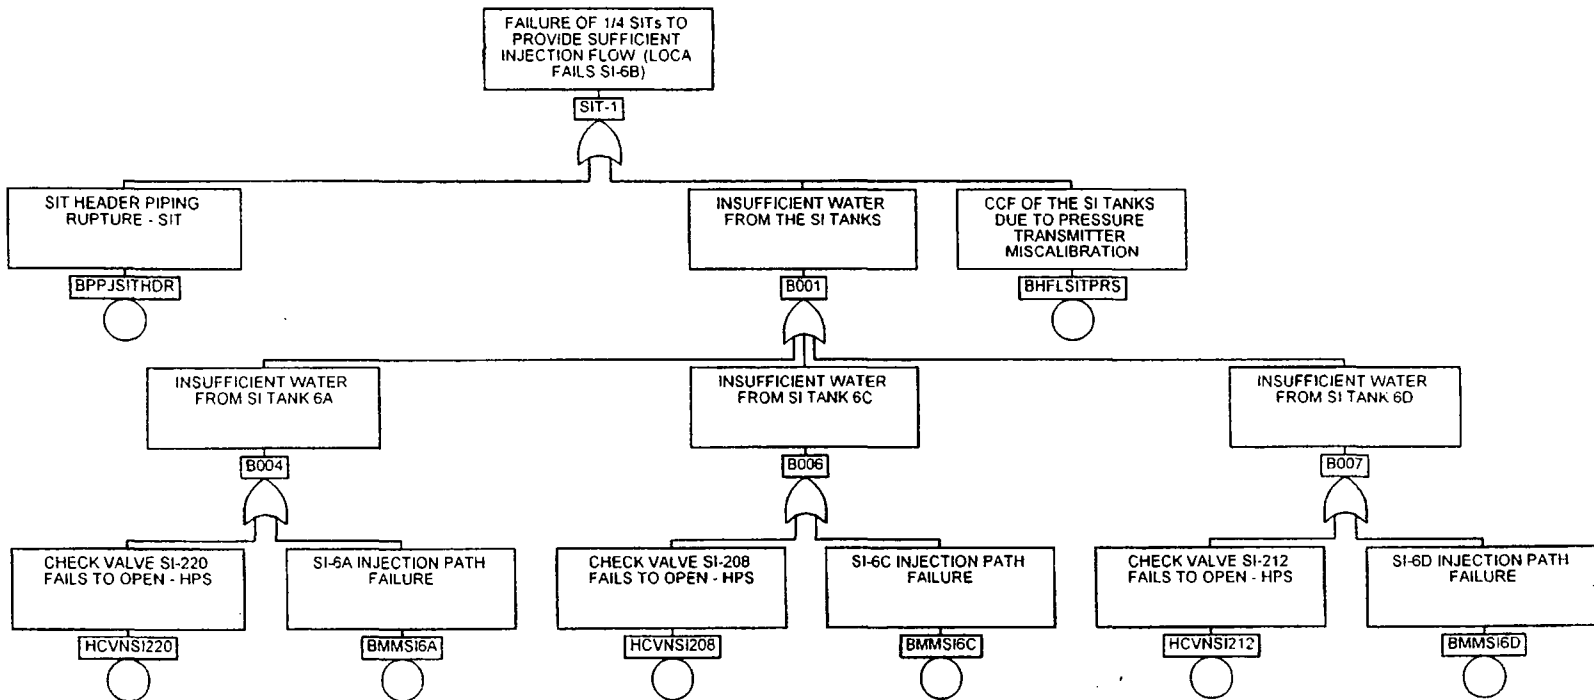 FAILURE OF 1/4 SITs TO
PROVIDE SUFFICIENT
INJECTION FLOW (LOCA
FAILS SI-6B)
SIT-1
SIT HEADER PIPING
RUPTURE - SIT
BPPJSITHDR
INSUFFICIENT WATER
FROM THE SI TANKS
B001
CCF OF THE SI TANKS
DUE TO PRESSURE
TRANSMITTER
MISCALIBRATION
BHFLSITPRS
INSUFFICIENT WATER
FROM SI TANK 6A
B004
INSUFFICIENT WATER
FROM SI TANK 6C
B006
INSUFFICIENT WATER
FROM SI TANK 6D
B007
CHECK VALVE SI-220
FAILS TO OPEN - HPS
HCVNSI220
SI-6A INJECTION PATH
FAILURE
BMMSI6A
CHECK VALVE SI-208
FAILS TO OPEN - HPS
HCVNSI208
SI-6C INJECTION PATH
FAILURE
BMMSI6C
CHECK VALVE SI-212
FAILS TO OPEN - HPS
HCVNSI212
SI-6D INJECTION PATH
FAILURE
BMMSI6D